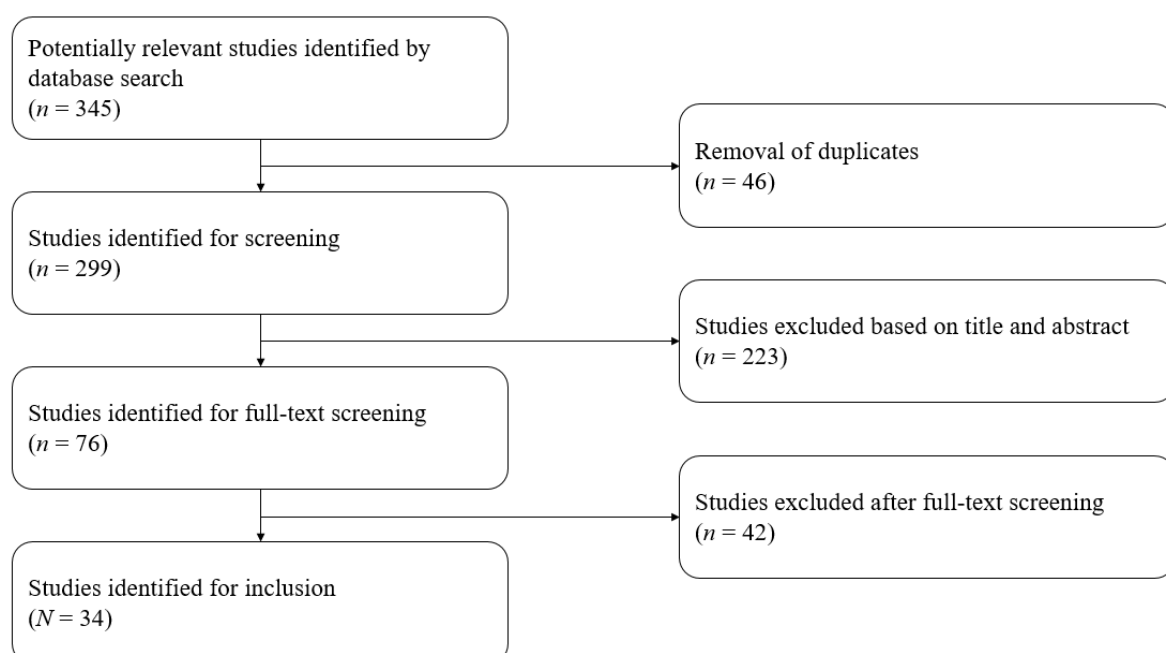 Potentially relevant studies identified by
database search
(n = 345)
Removal of duplicates
(n = 46)
Studies identified for screening
(n = 299)
Studies excluded based on title and abstract
(n = 223)
Studies identified for full-text screening
(n = 76)
Studies excluded after full-text screening
(n = 42)
Studies identified for inclusion
(N = 34)